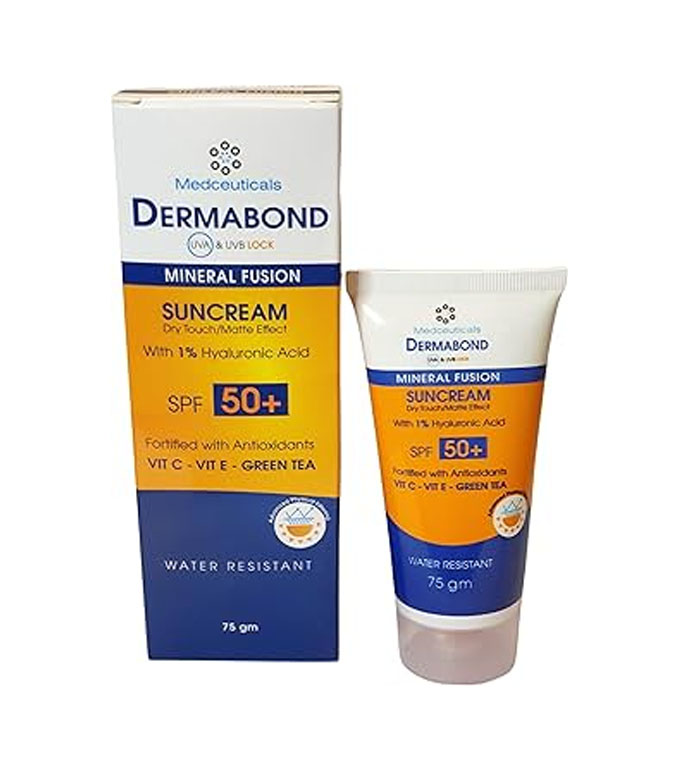 Medceuticals
DERMABOND
UVA & UVB LOCK
MINERAL FUSION
SUNCREAM
Dry Touch/Matte Effect
With 1% Hyaluronic Acid
SPF 50+
Fortified with Antioxidants
VIT C - VIT E - GREEN TEA
WATER RESISTANT
75 gm
Medceuticals
DERMABOND
UVA & UVB LOCK
MINERAL FUSION
SUNCREAM
Dry Touch/Matte Effect
With 1% Hyaluronic Acid
SPF 50+
Fortified with Antioxidants
VIT C - VIT E - GREEN TEA
WATER RESISTANT
75 gm